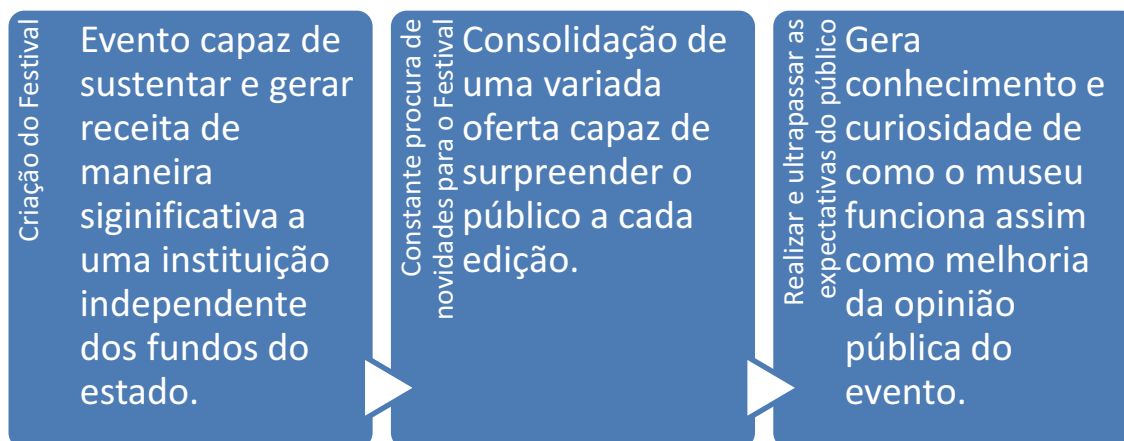 Criação do Festival
Evento capaz de
sustentar e gerar
receita de
maneira
siginificativa a
uma instituição
independente
dos fundos do
estado.
Constante procura de
novidades para o Festival
Consolidação de
uma variada
oferta capaz de
surpreender o
público a cada
edição.
Realizar e ultrapassar as
expectativas do público
Gera
conhecimento e
curiosidade de
como o museu
funciona assim
como melhoria
da opinião
pública do
evento.